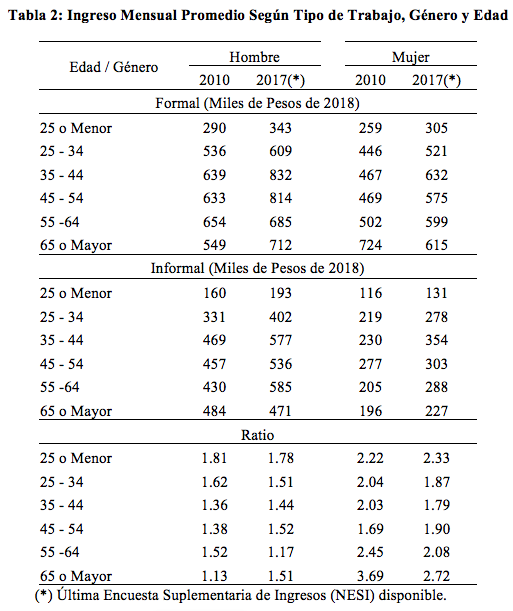 Tabla 2: Ingreso Mensual Promedio Según Tipo de Trabajo, Género y Edad
Edad / Género Hombre Mujer
2010 2017(*) 2010 2017(*)
Formal (Miles de Pesos de 2018)
25 o Menor 290 343 259 305
25 - 34 536 609 446 521
35 - 44 639 832 467 632
45 - 54 633 814 469 575
55 -64 654 685 502 599
65 o Mayor 549 712 724 615
Informal (Miles de Pesos de 2018)
25 o Menor 160 193 116 131
25 - 34 331 402 219 278
35 - 44 469 577 230 354
45 - 54 457 536 277 303
55 -64 430 585 205 288
65 o Mayor 484 471 196 227
Ratio
25 o Menor 1.81 1.78 2.22 2.33
25 - 34 1.62 1.51 2.04 1.87
35 - 44 1.36 1.44 2.03 1.79
45 - 54 1.38 1.52 1.69 1.90
55 -64 1.52 1.17 2.45 2.08
65 o Mayor 1.13 1.51 3.69 2.72
(*) Última Encuesta Suplementaria de Ingresos (NESI) disponible.